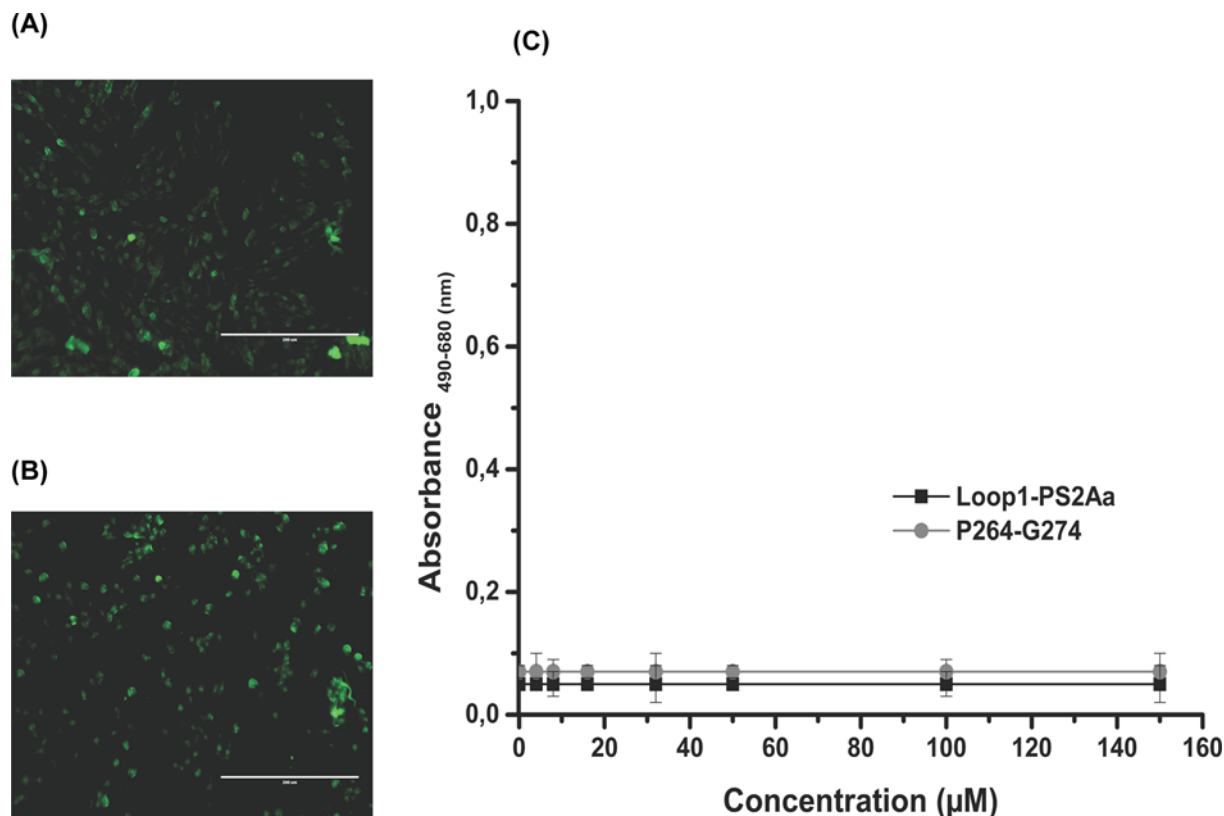 (A)
(B)
(C)
1,0
0,8
0,6
0,4
0,2
0,0
Absorbance 490-680 (nm)
0 20 40 60 80 100 120 140 160
Concentration (µM)
Loop1-PS2Aa
P264-G274